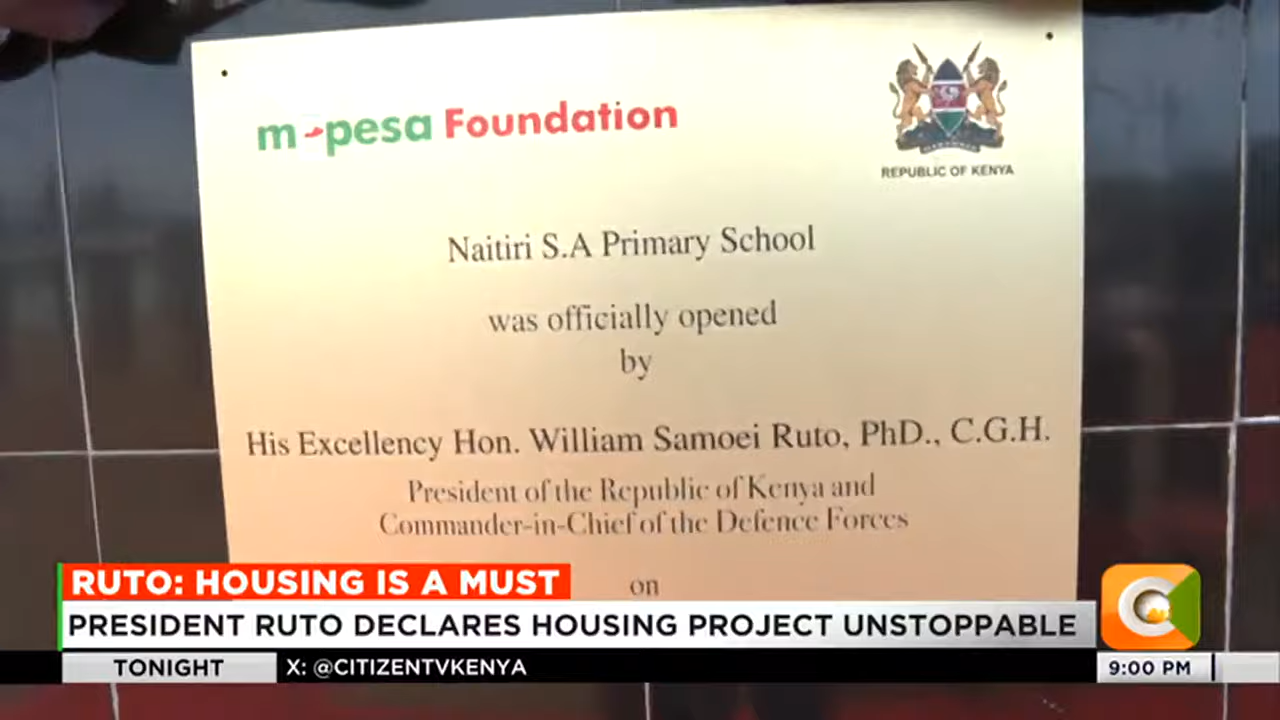 m-pesa Foundation
REPUBLIC OF KENYA
Naitiri S.A Primary School
was officially opened
by
His Excellency Hon. William Samoei Ruto, PhD., C.G.H.
President of the Republic of Kenya and
Commander-in-Chief of the Defence Forces
on
RUTO: HOUSING IS A MUST
PRESIDENT RUTO DECLARES HOUSING PROJECT UNSTOPPABLE
TONIGHT
X: @CITIZENTVKENYA
9:00 PM